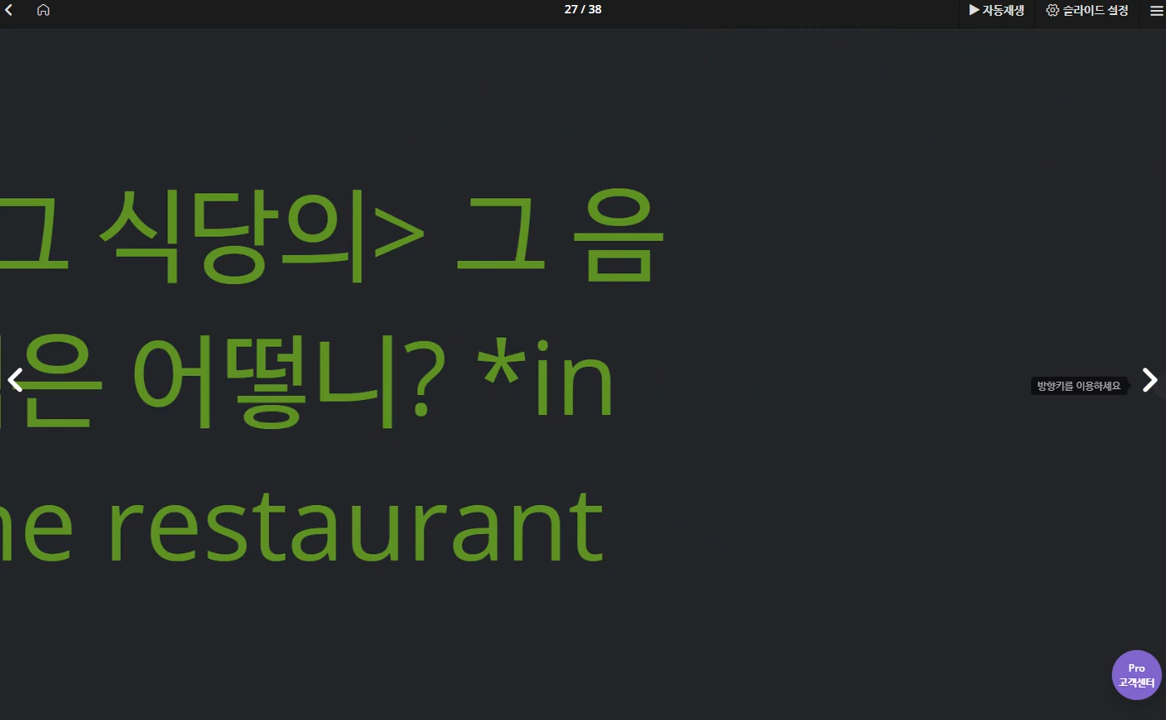 27 / 38
자동재생
슬라이드 설정
그 식당의> 그 음
은 어떻니? *in
restaurant
방향키를 이용하세요
Pro
고객센터